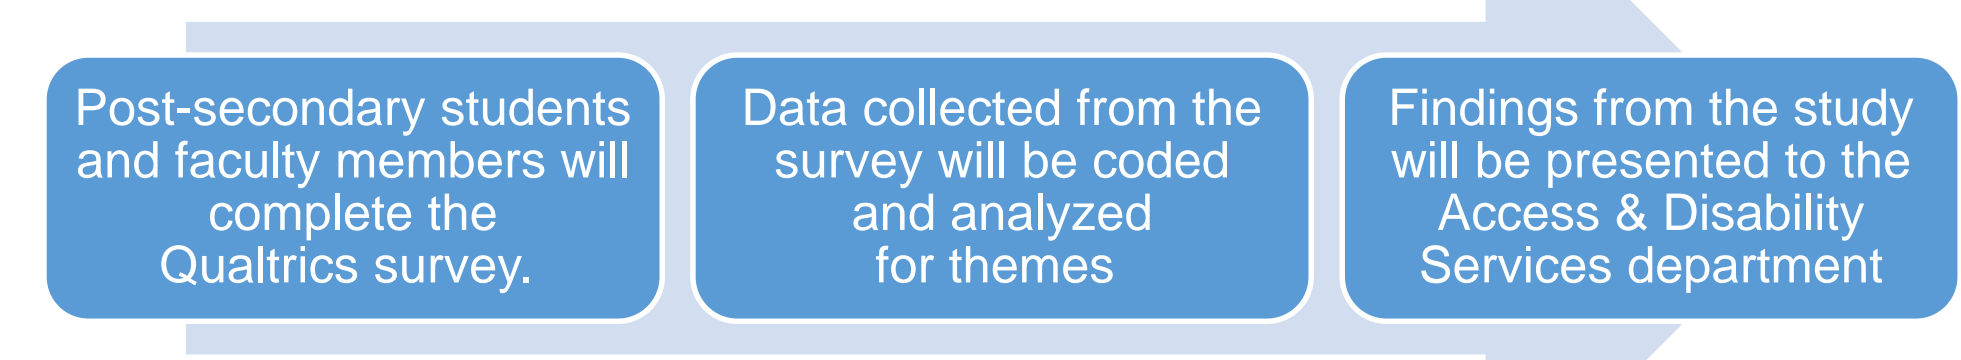 Post-secondary students
and faculty members will
complete the
Qualtrics survey.
Data collected from the
survey will be coded
and analyzed
for themes
Findings from the study
will be presented to the
Access & Disability
Services department